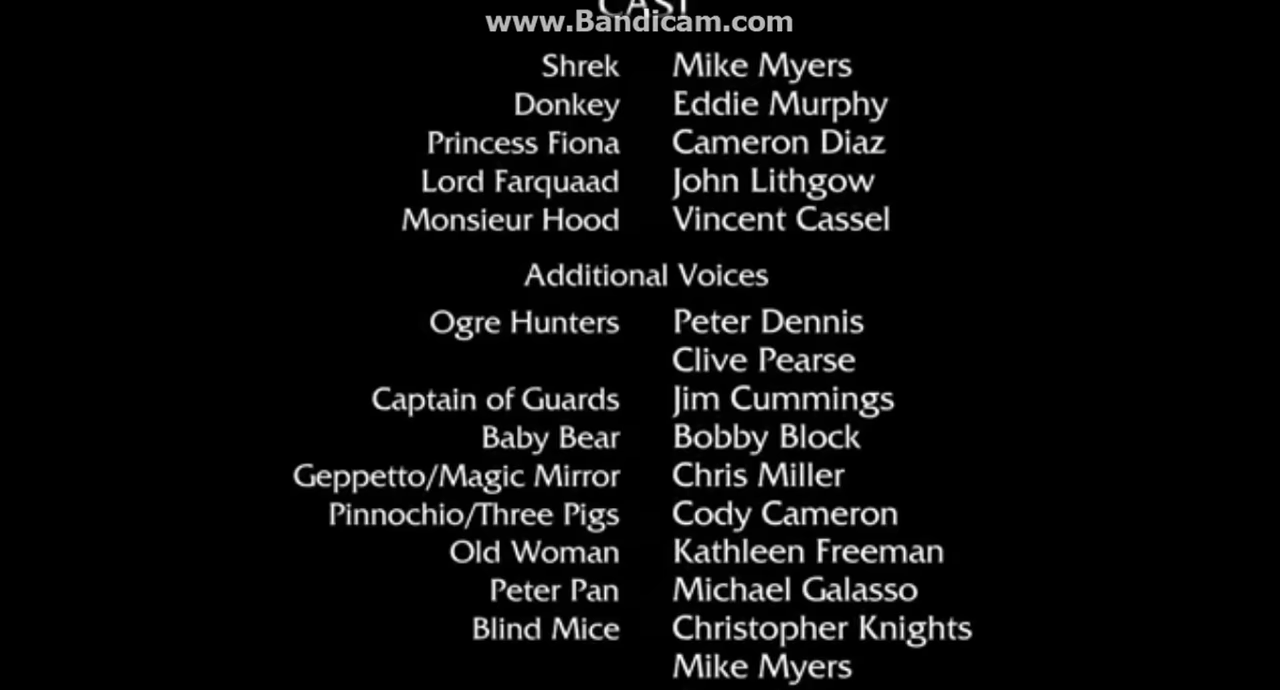 CAST
www.Bandicam.com
Shrek Mike Myers
Donkey Eddie Murphy
Princess Fiona Cameron Diaz
Lord Farquaad John Lithgow
Monsieur Hood Vincent Cassel
Additional Voices
Ogre Hunters Peter Dennis
Clive Pearse
Captain of Guards Jim Cummings
Baby Bear Bobby Block
Geppetto/Magic Mirror Chris Miller
Pinnochio/Three Pigs Cody Cameron
Old Woman Kathleen Freeman
Peter Pan Michael Galasso
Blind Mice Christopher Knights
Mike Myers